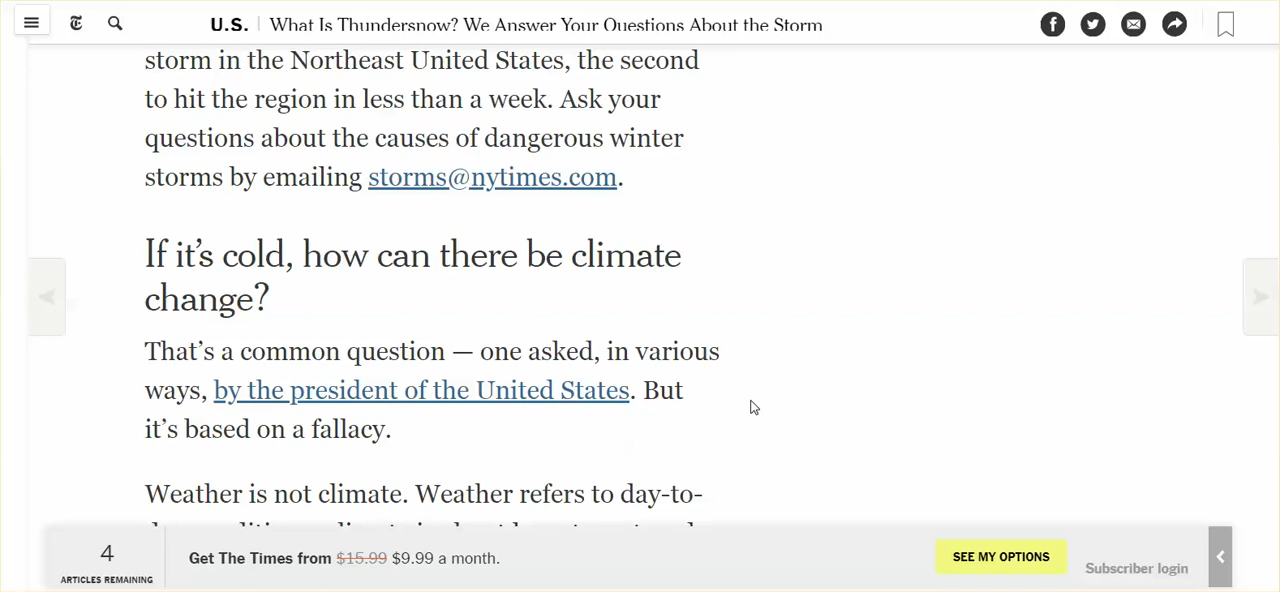 U.S. What Is Thundersnow? We Answer Your Questions About the Storm
storm in the Northeast United States, the second
to hit the region in less than a week. Ask your
questions about the causes of dangerous winter
storms by emailing storms@nytimes.com.
If it’s cold, how can there be climate
change?
That’s a common question — one asked, in various
ways, by the president of the United States. But
it’s based on a fallacy.
Weather is not climate. Weather refers to day-to-
4
ARTICLES REMAINING
Get The Times from $15.99 $9.99 a month.
SEE MY OPTIONS
Subscriber login